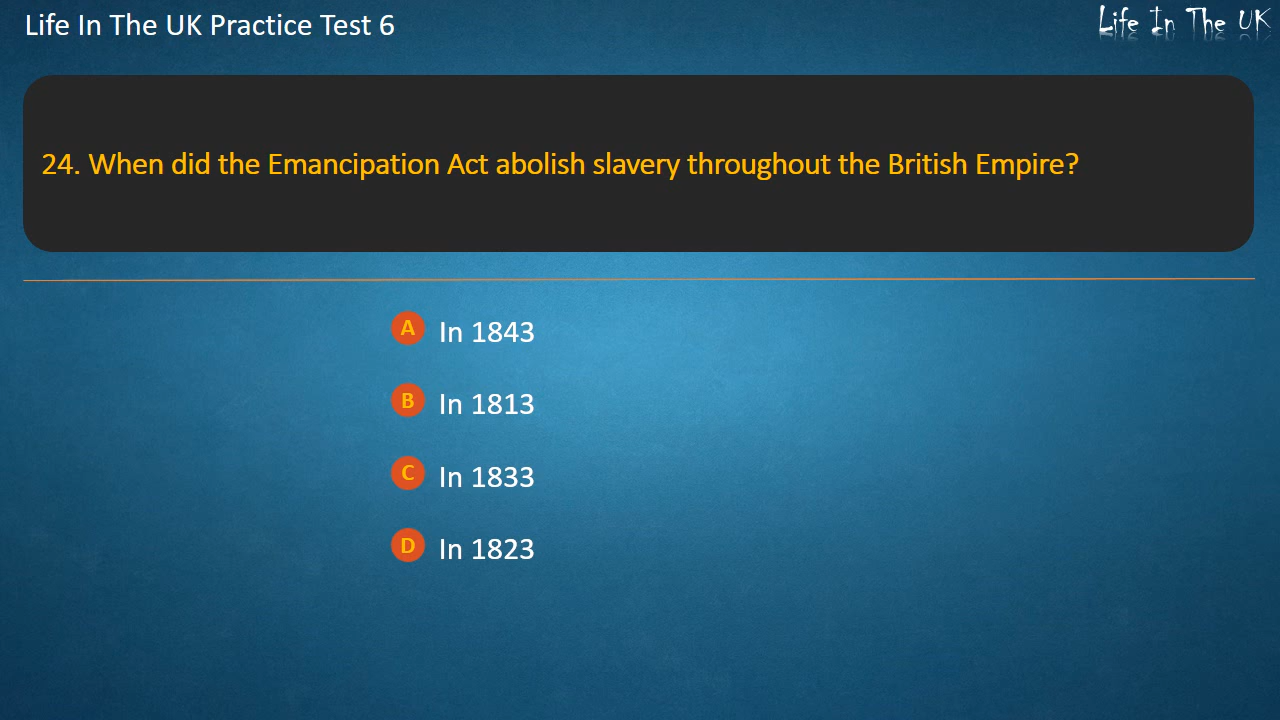 Life In The UK Practice Test 6
Life In The UK
24. When did the Emancipation Act abolish slavery throughout the British Empire?
A In 1843
B In 1813
C In 1833
D In 1823